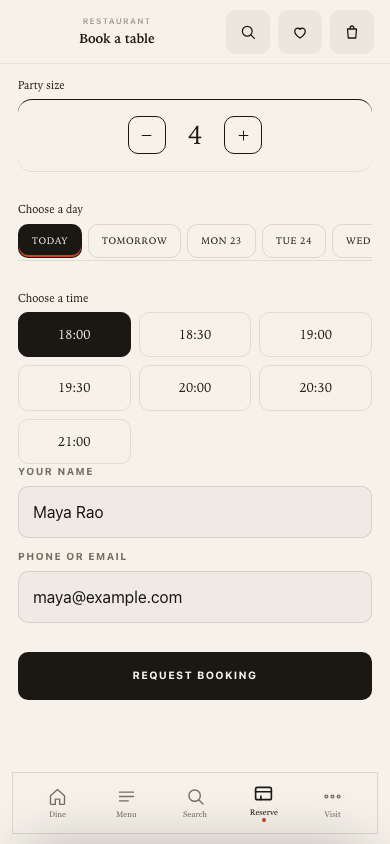 RESTAURANT
Book a table
Party size
− 4 +
Choose a day
TODAY TOMORROW MON 23 TUE 24 WED
Choose a time
18:00 18:30 19:00
19:30 20:00 20:30
21:00
YOUR NAME
Maya Rao
PHONE OR EMAIL
maya@example.com
REQUEST BOOKING
Dine Menu Search Reserve Visit